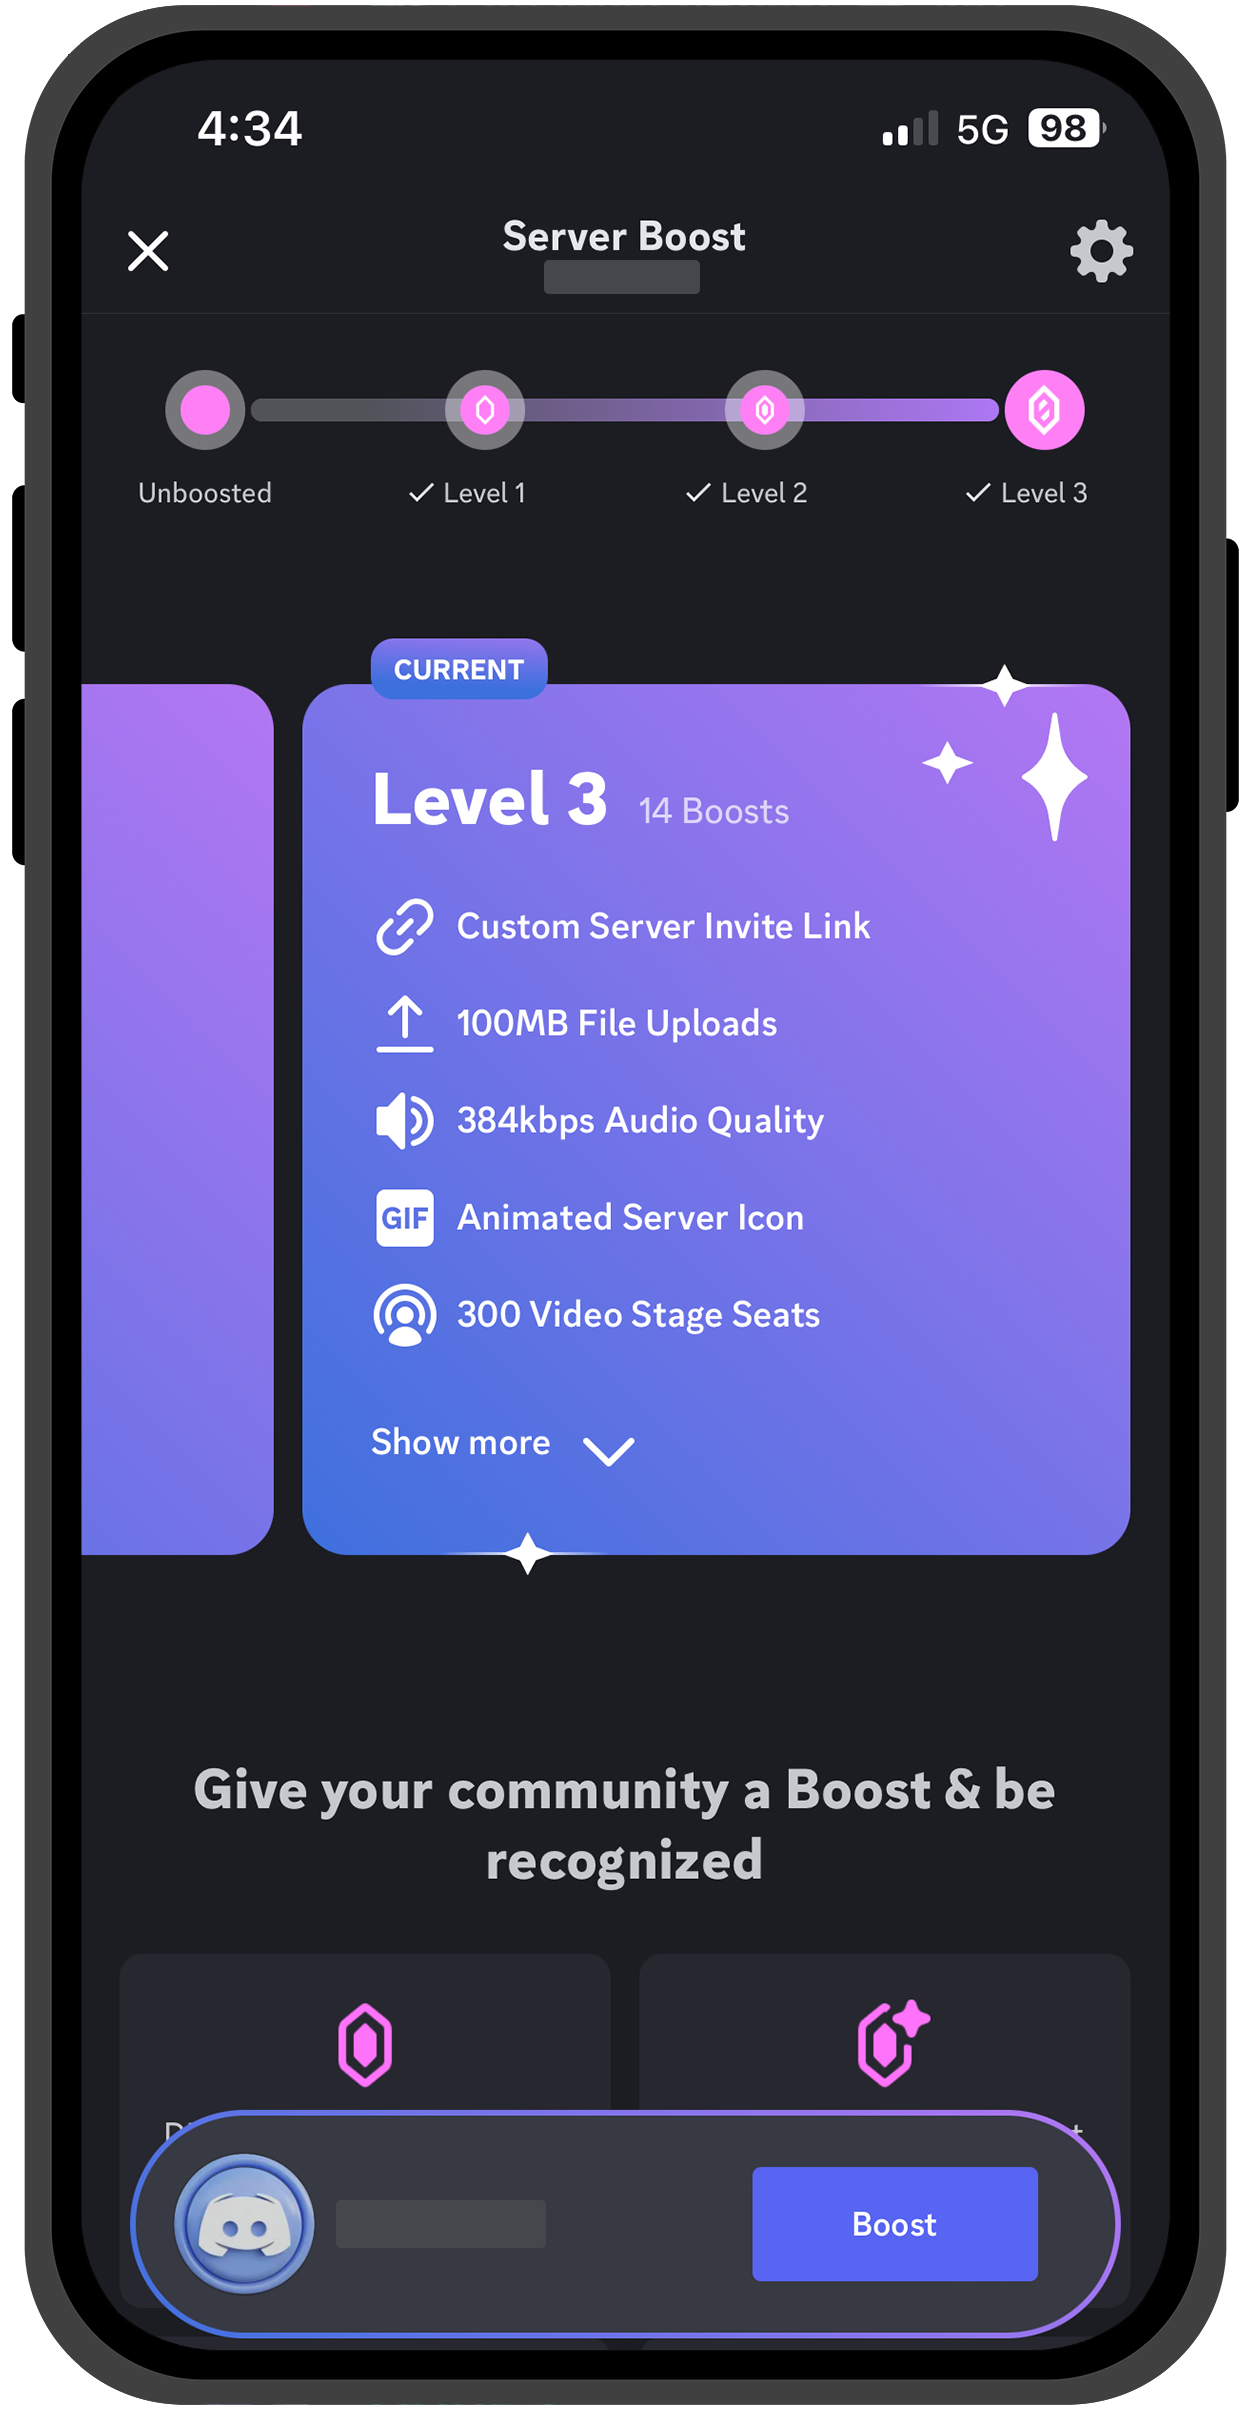 4:34
5G 98
Server Boost
Unboosted
Level 1
Level 2
Level 3
CURRENT
Level 3 14 Boosts
Custom Server Invite Link
100MB File Uploads
384kbps Audio Quality
GIF Animated Server Icon
300 Video Stage Seats
Show more
Give your community a Boost & be
recognized
Boost